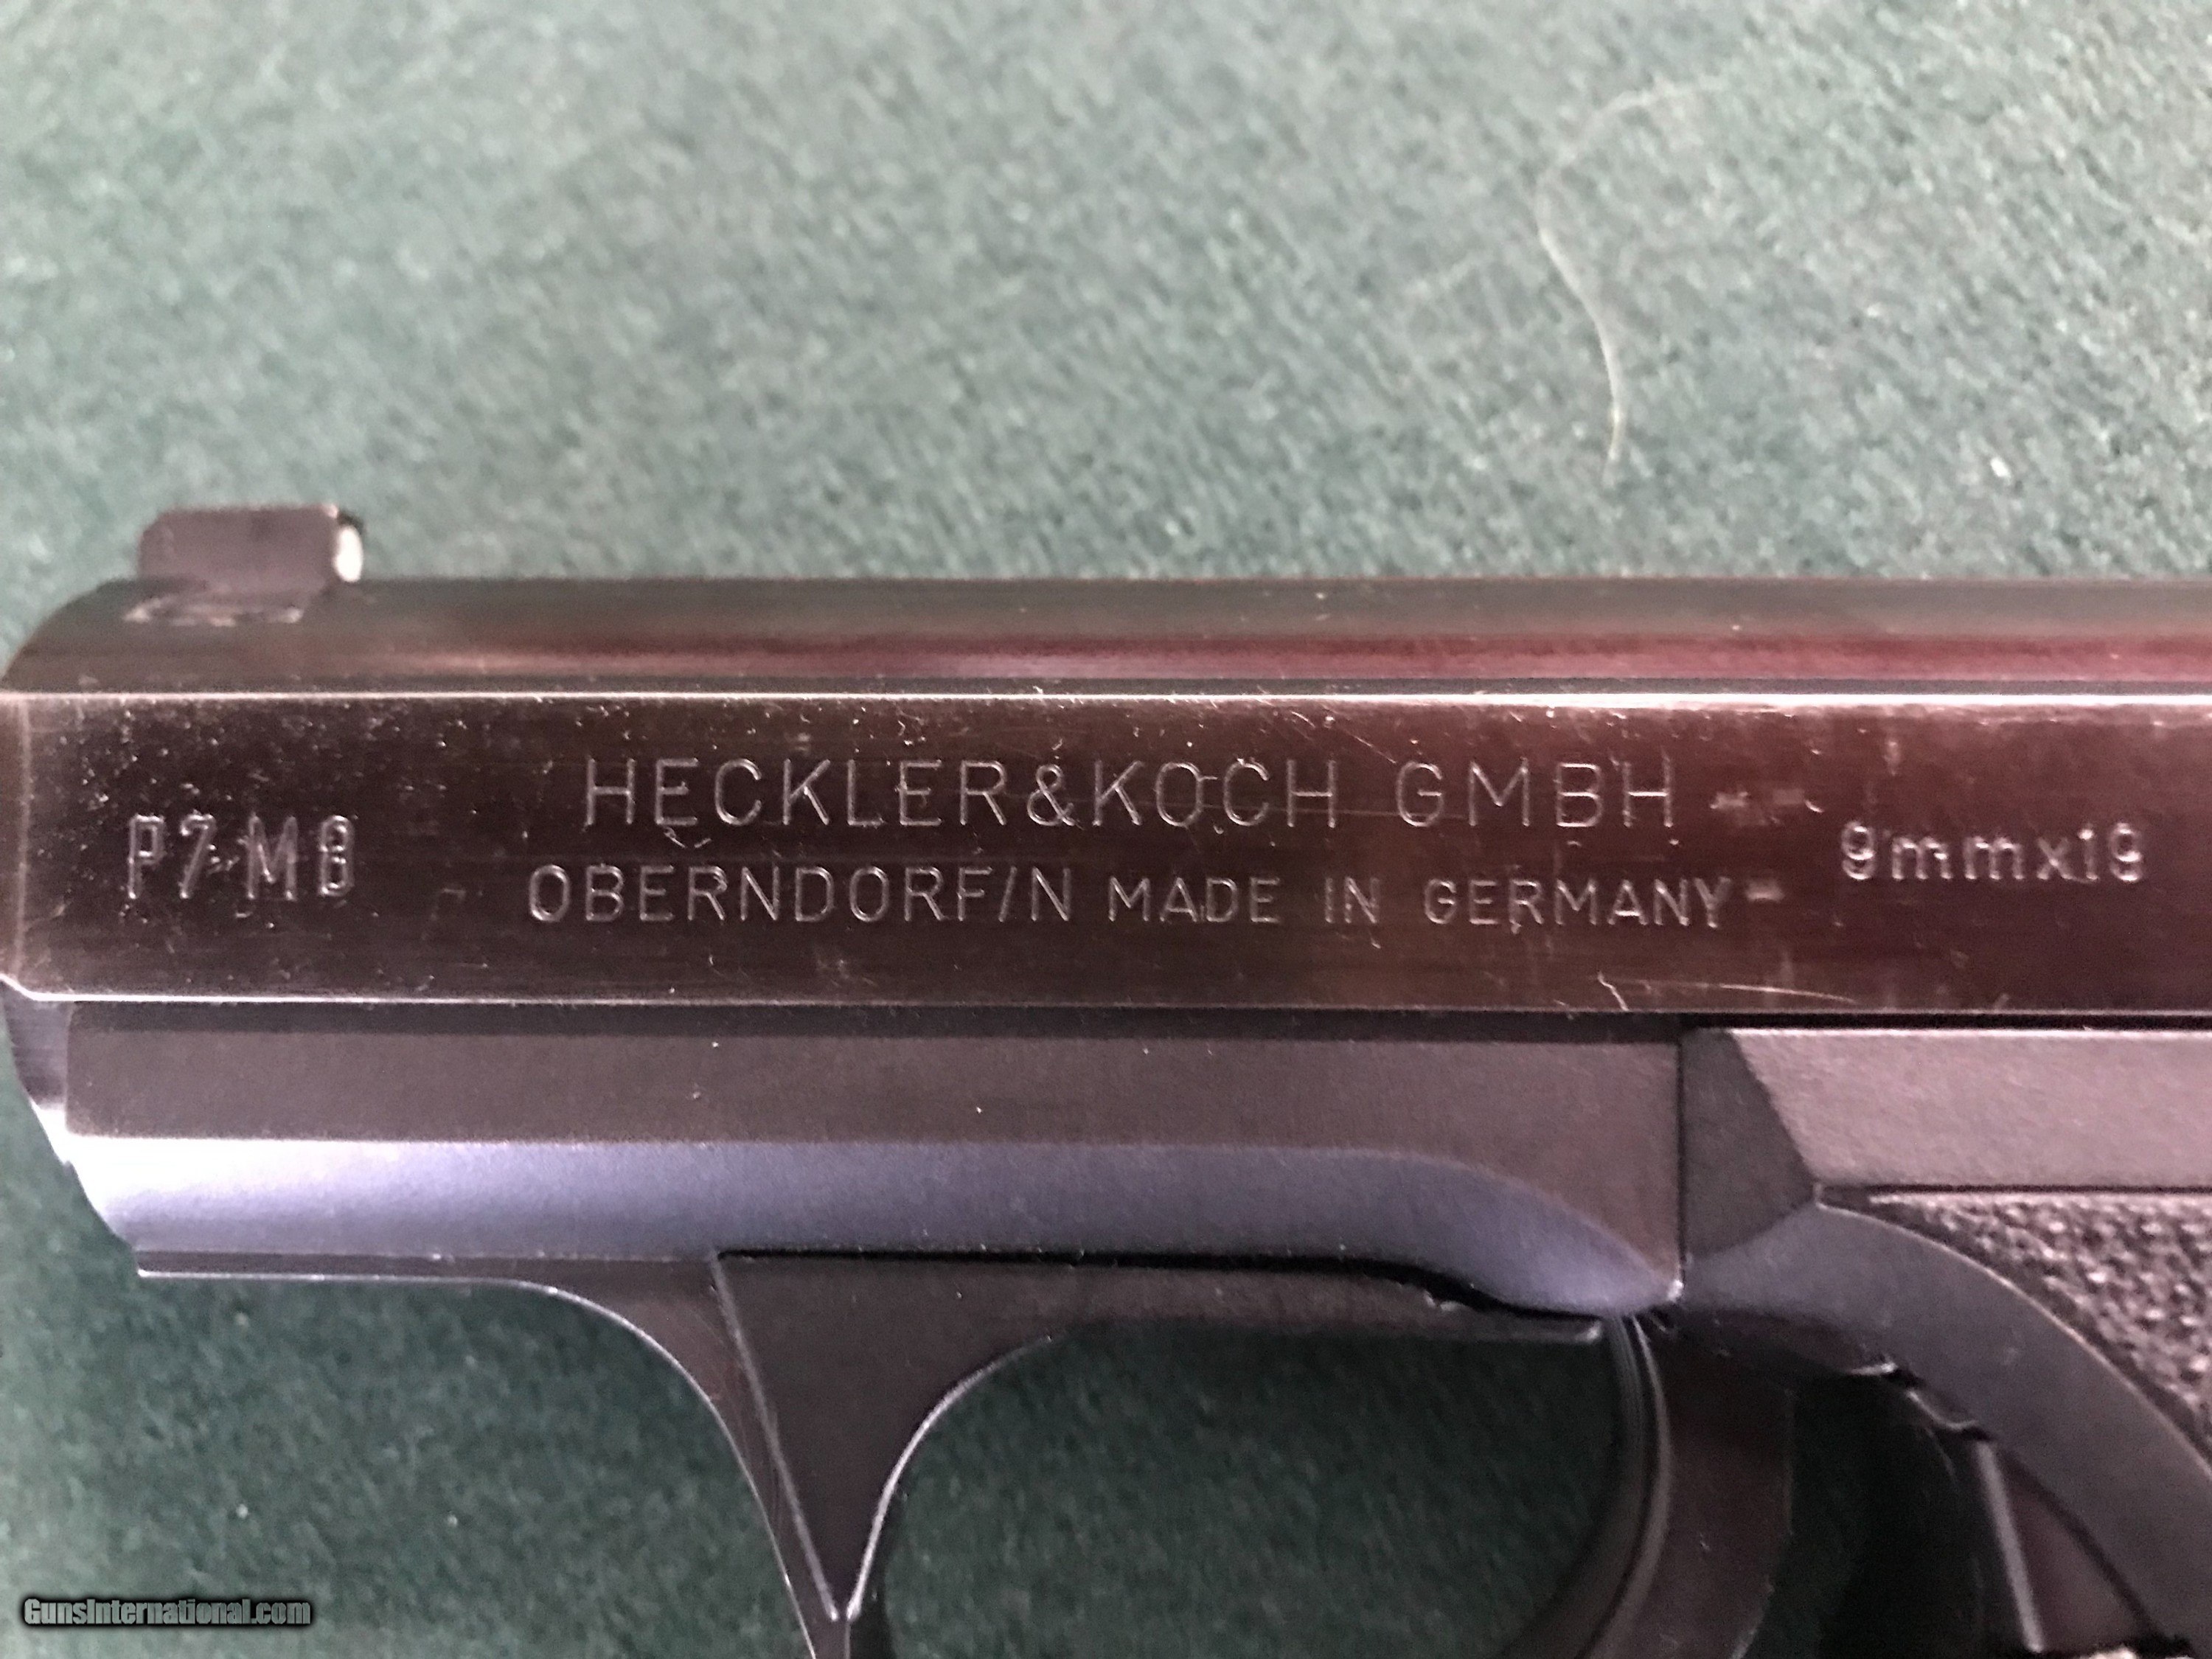 P7 M8
HECKLER&KOCH GMBH
OBERNDORF/N MADE IN GERMANY
9mmx19
GunsInternational.com